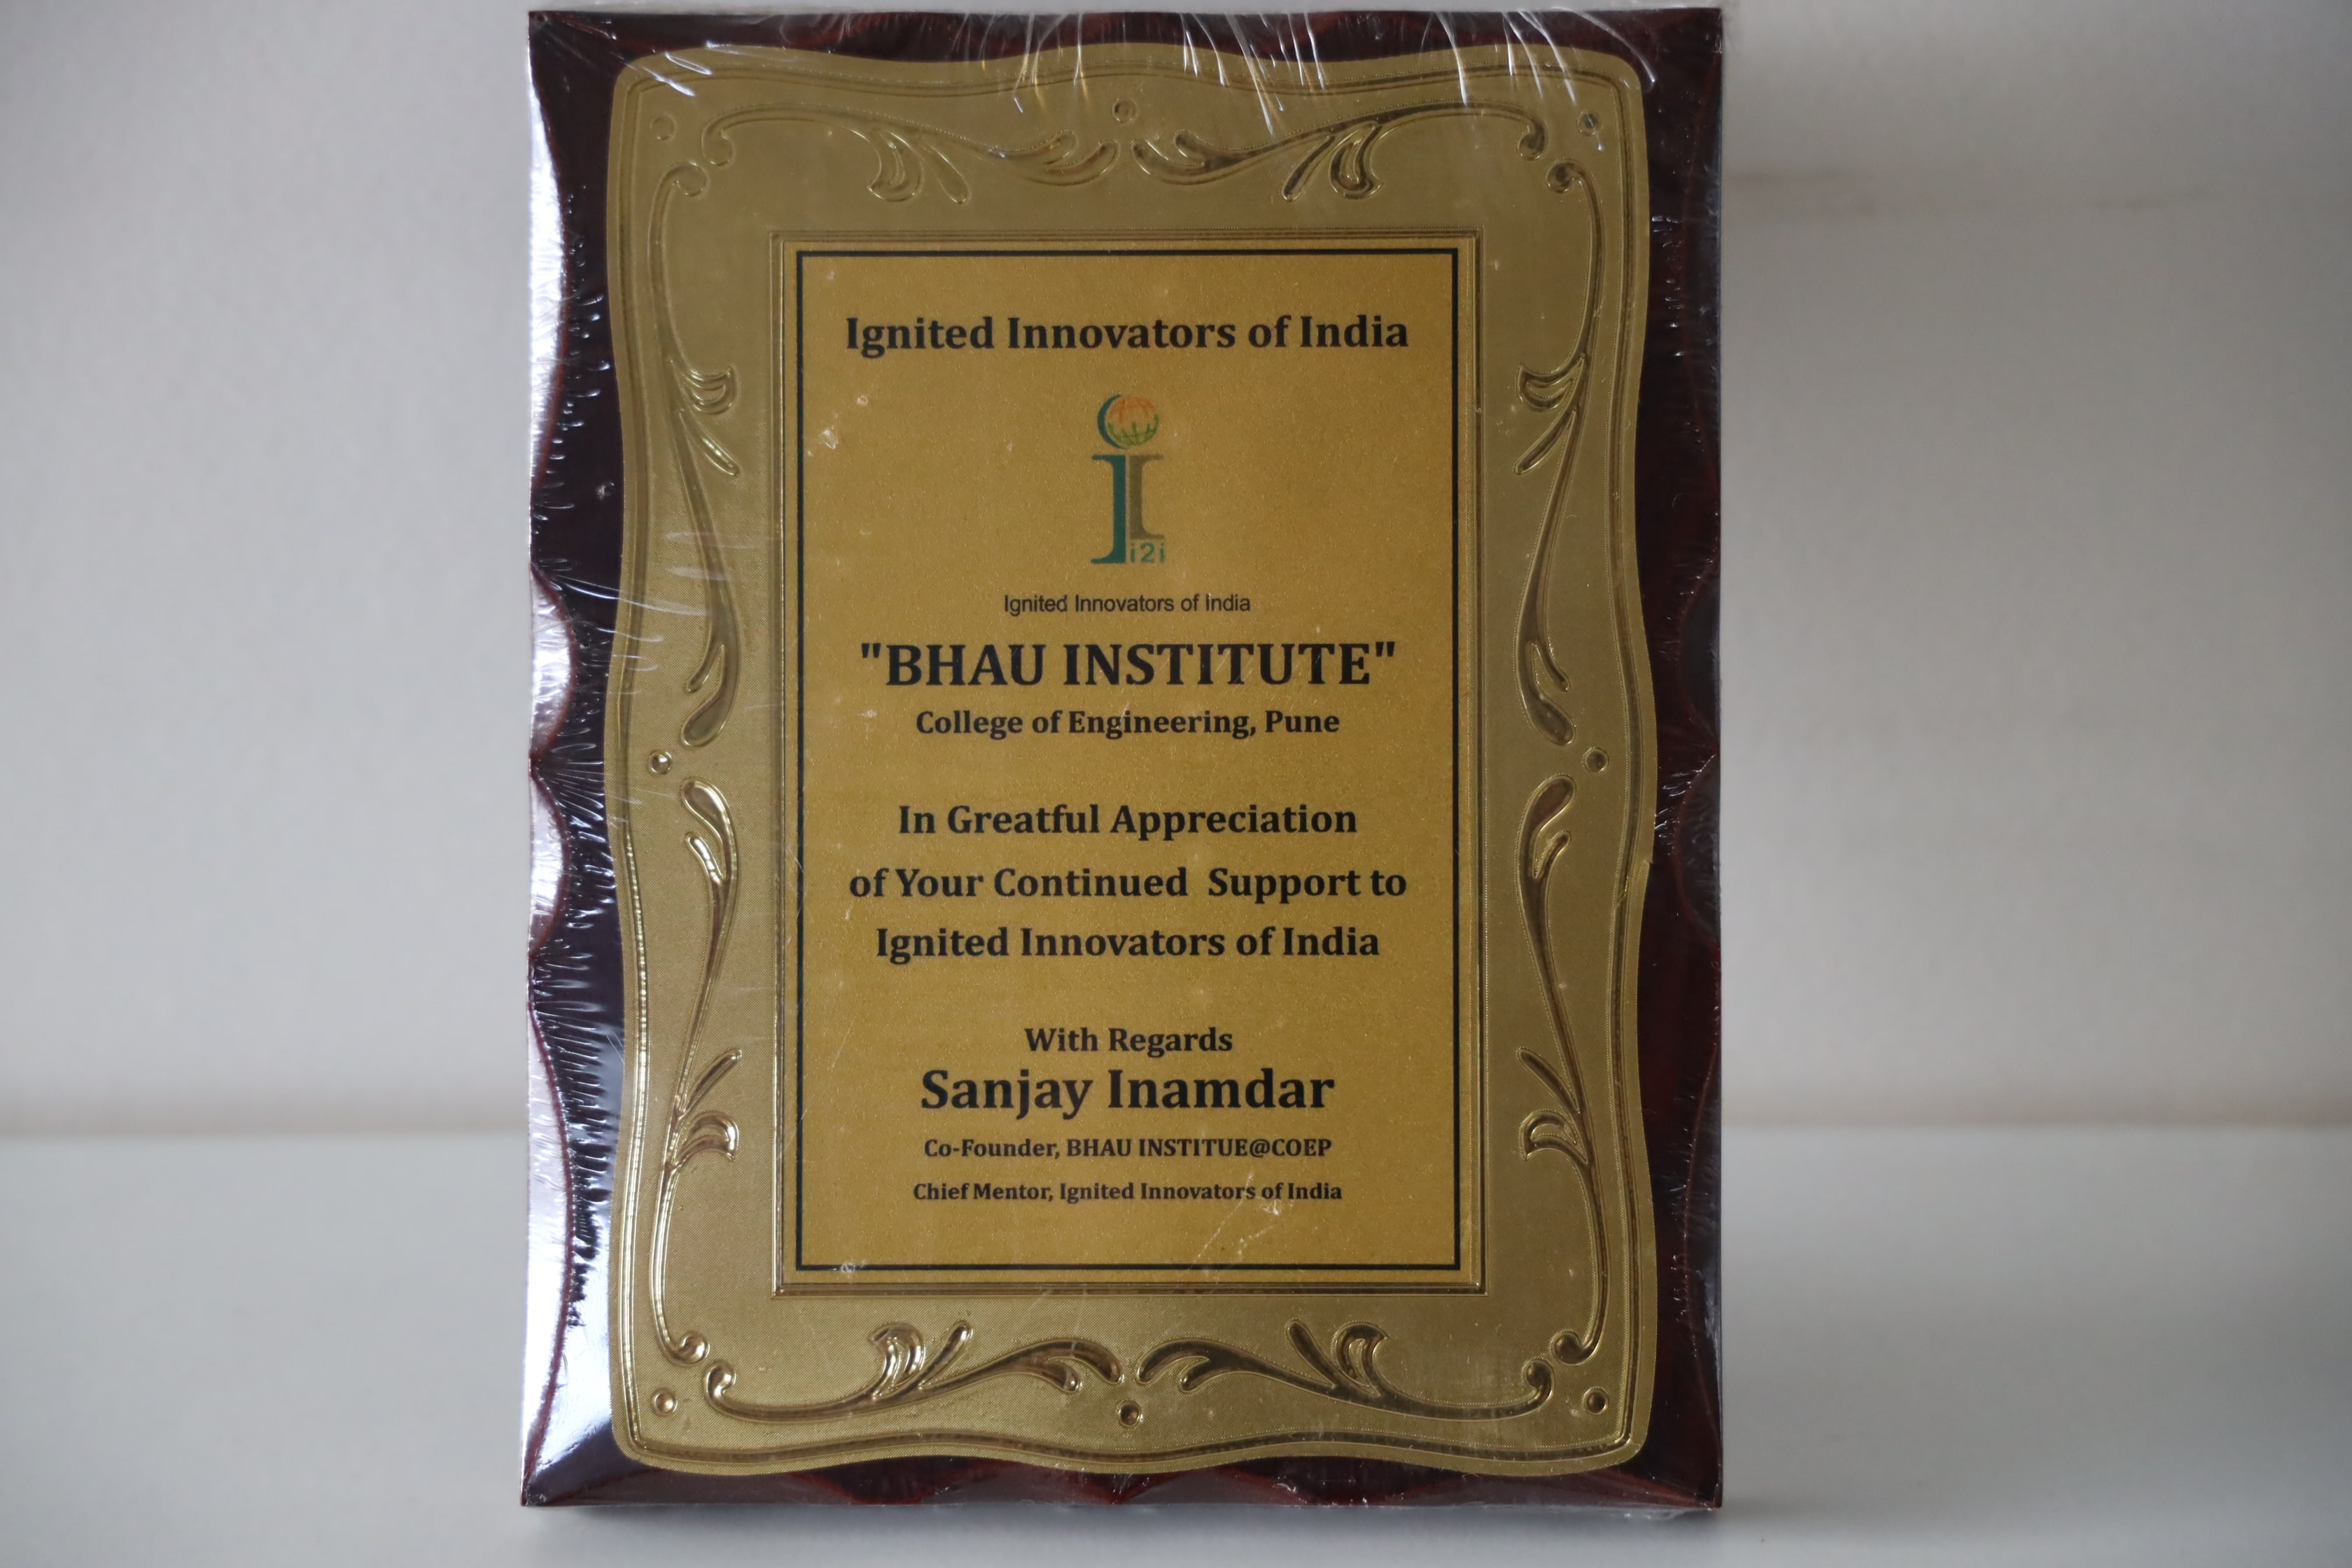 Ignited Innovators of India
i2i
Ignited Innovators of India
"BHAU INSTITUTE"
College of Engineering, Pune
In Greatful Appreciation
of Your Continued Support to
Ignited Innovators of India
With Regards
Sanjay Inamdar
Co-Founder, BHAU INSTITUE@COEP
Chief Mentor, Ignited Innovators of India